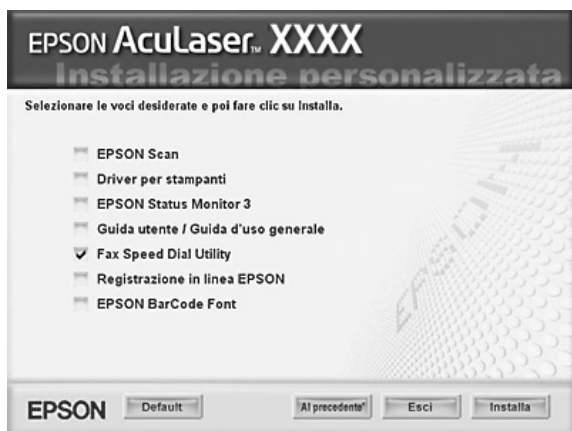 EPSON AcuLaser™ XXXX
Installazione personalizzata
Selezionare le voci desiderate e poi fare clic su Installa.
EPSON Scan
Driver per stampanti
EPSON Status Monitor 3
Guida utente / Guida d'uso generale
Fax Speed Dial Utility
Registrazione in linea EPSON
EPSON BarCode Font
EPSON
EPSON Default Al precedente" Esci Installa